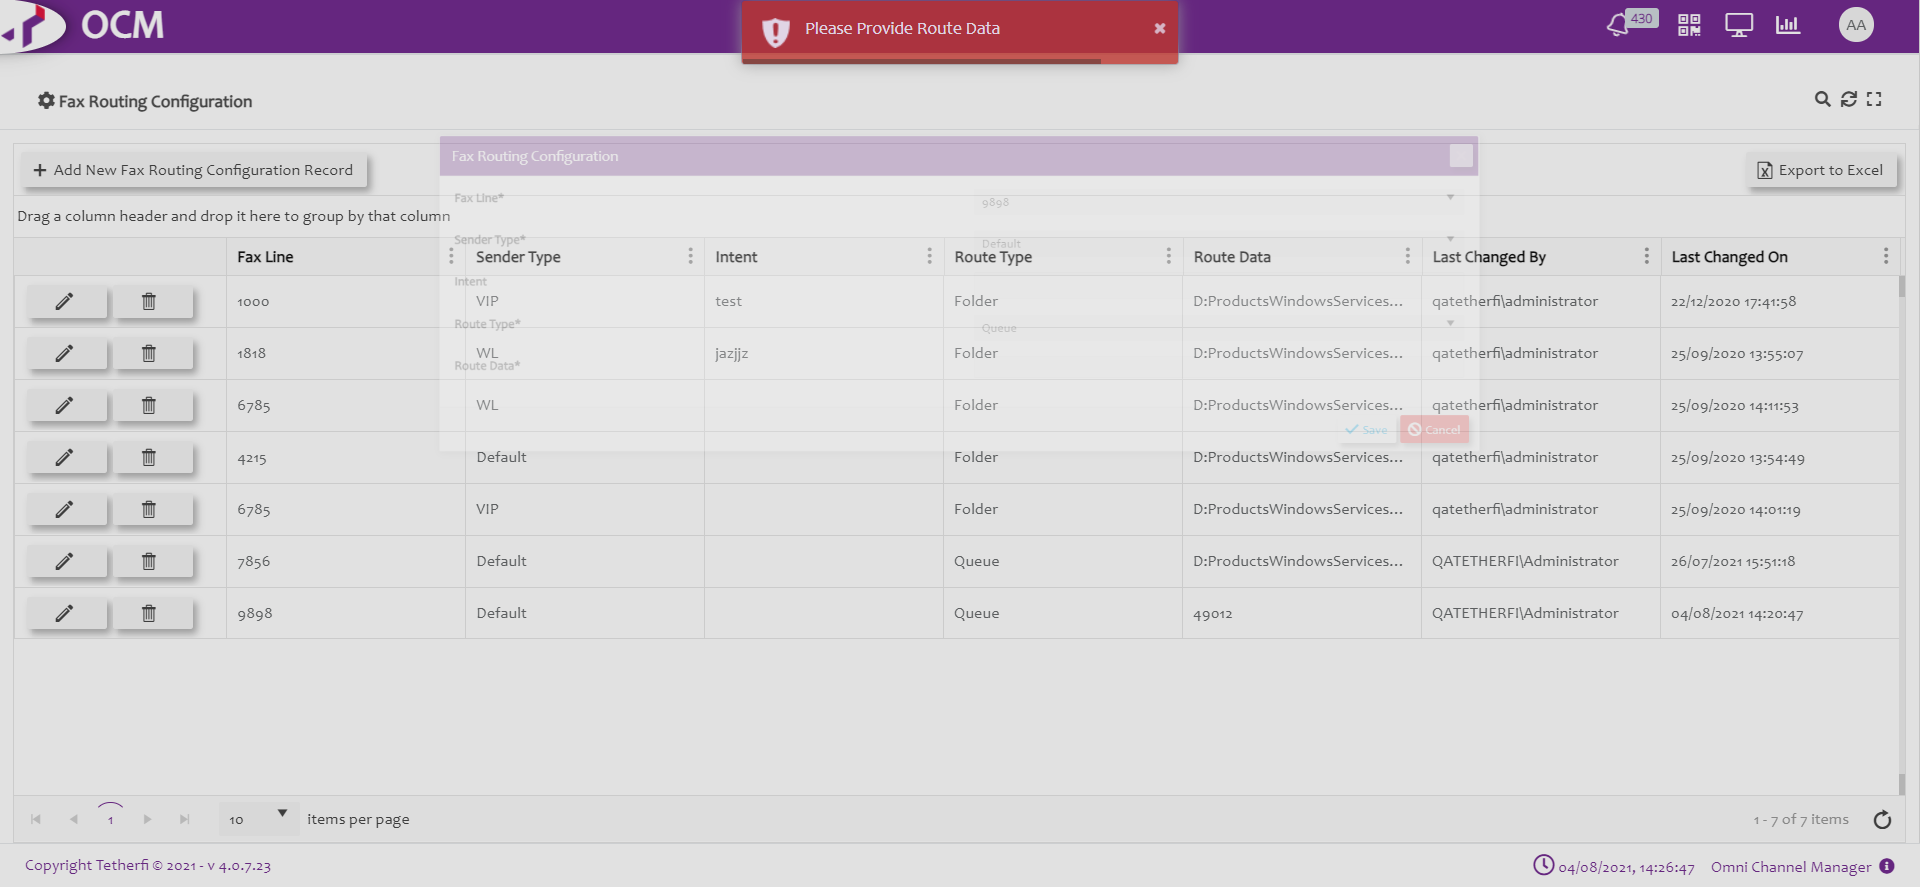 OCM
Please Provide Route Data
430
AA
Fax Routing Configuration
Add New Fax Routing Configuration Record
Export to Excel
Fax Routing Configuration
Fax Line* 9898
Sender Type* Default
Intent
Route Type* Queue
Route Data*
Save Cancel
Drag a column header and drop it here to group by that column
Fax Line Sender Type Intent Route Type Route Data Last Changed By Last Changed On
1000 VIP test Folder D:ProductsWindowsServices... qatetherfi\administrator 22/12/2020 17:41:58
1818 WL jazjjz Folder D:ProductsWindowsServices... qatetherfi\administrator 25/09/2020 13:55:07
6785 WL Folder D:ProductsWindowsServices... qatetherfi\administrator 25/09/2020 14:11:53
4215 Default Folder D:ProductsWindowsServices... qatetherfi\administrator 25/09/2020 13:54:49
6785 VIP Folder D:ProductsWindowsServices... qatetherfi\administrator 25/09/2020 14:01:19
7856 Default Queue D:ProductsWindowsServices... QATETHERFI\Administrator 26/07/2021 15:51:18
9898 Default Queue 49012 QATETHERFI\Administrator 04/08/2021 14:20:47
1 10 items per page 1 - 7 of 7 items
Copyright Tetherfi © 2021 - v 4.0.7.23 04/08/2021, 14:26:47 Omni Channel Manager